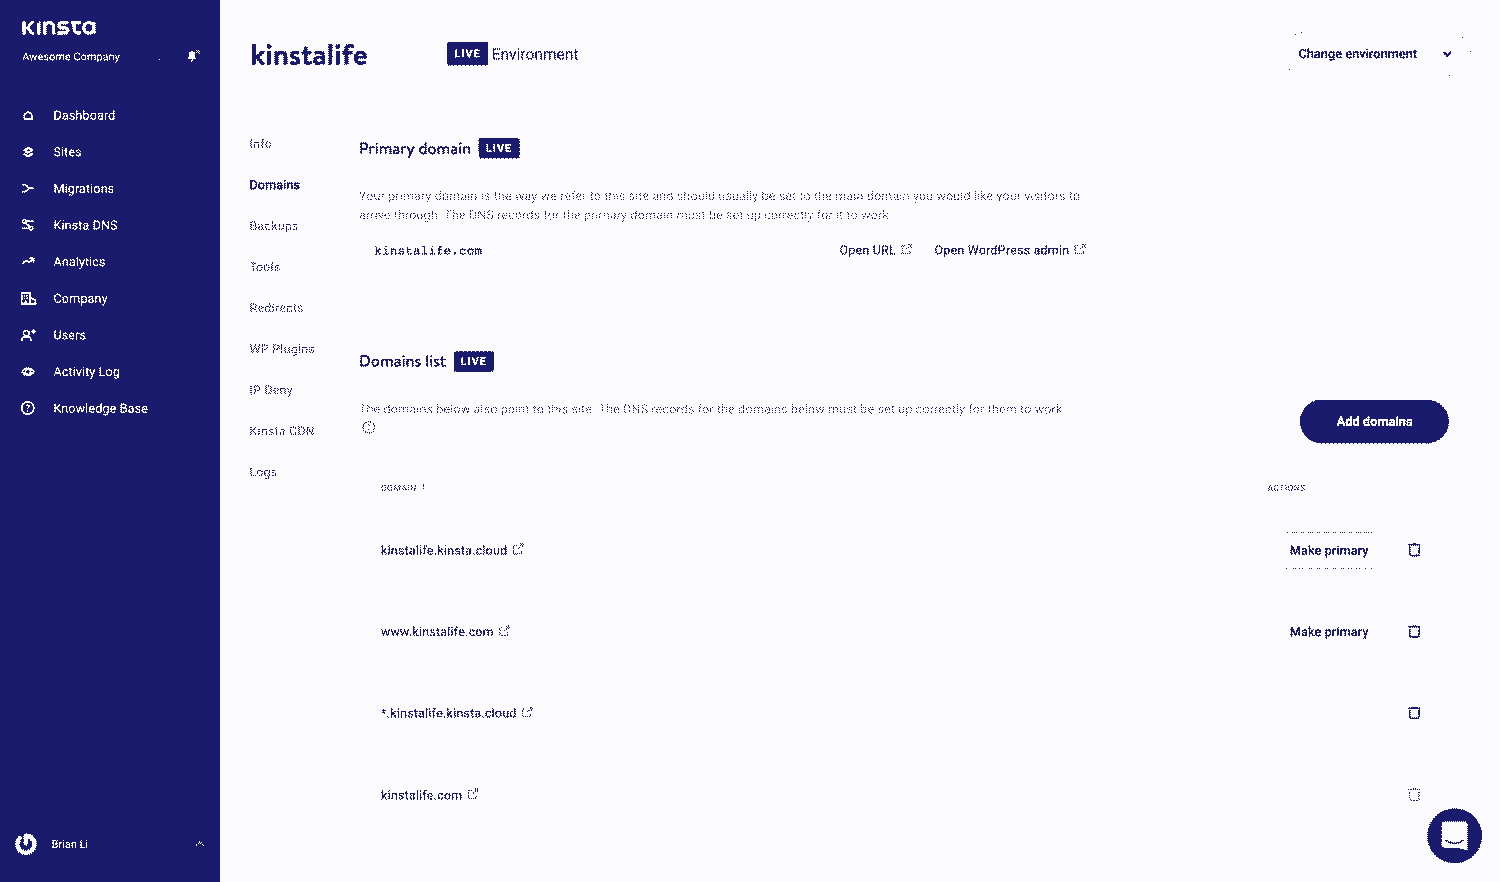 KINSTA
Awesome Company
Dashboard
Sites
Migrations
Kinsta DNS
Analytics
Company
Users
Activity Log
Knowledge Base
Brian Li
kinstalife
LIVE Environment
Change environment
Info
Domains
Backups
Tools
Redirects
WP Plugins
IP Deny
Kinsta CDN
Logs
Primary domain LIVE
Your primary domain is the way we refer to this site and should usually be set to the main domain you would like your visitors to
arrive through. The DNS records for the primary domain must be set up correctly for it to work.
kinstalife.com
Open URL
Open WordPress admin
Domains list LIVE
The domains below also point to this site. The DNS records for the domains below must be set up correctly for them to work.
Add domains
DOMAIN ↑
ACTIONS
kinstalife.kinsta.cloud
Make primary
www.kinstalife.com
Make primary
*.kinstalife.kinsta.cloud
kinstalife.com